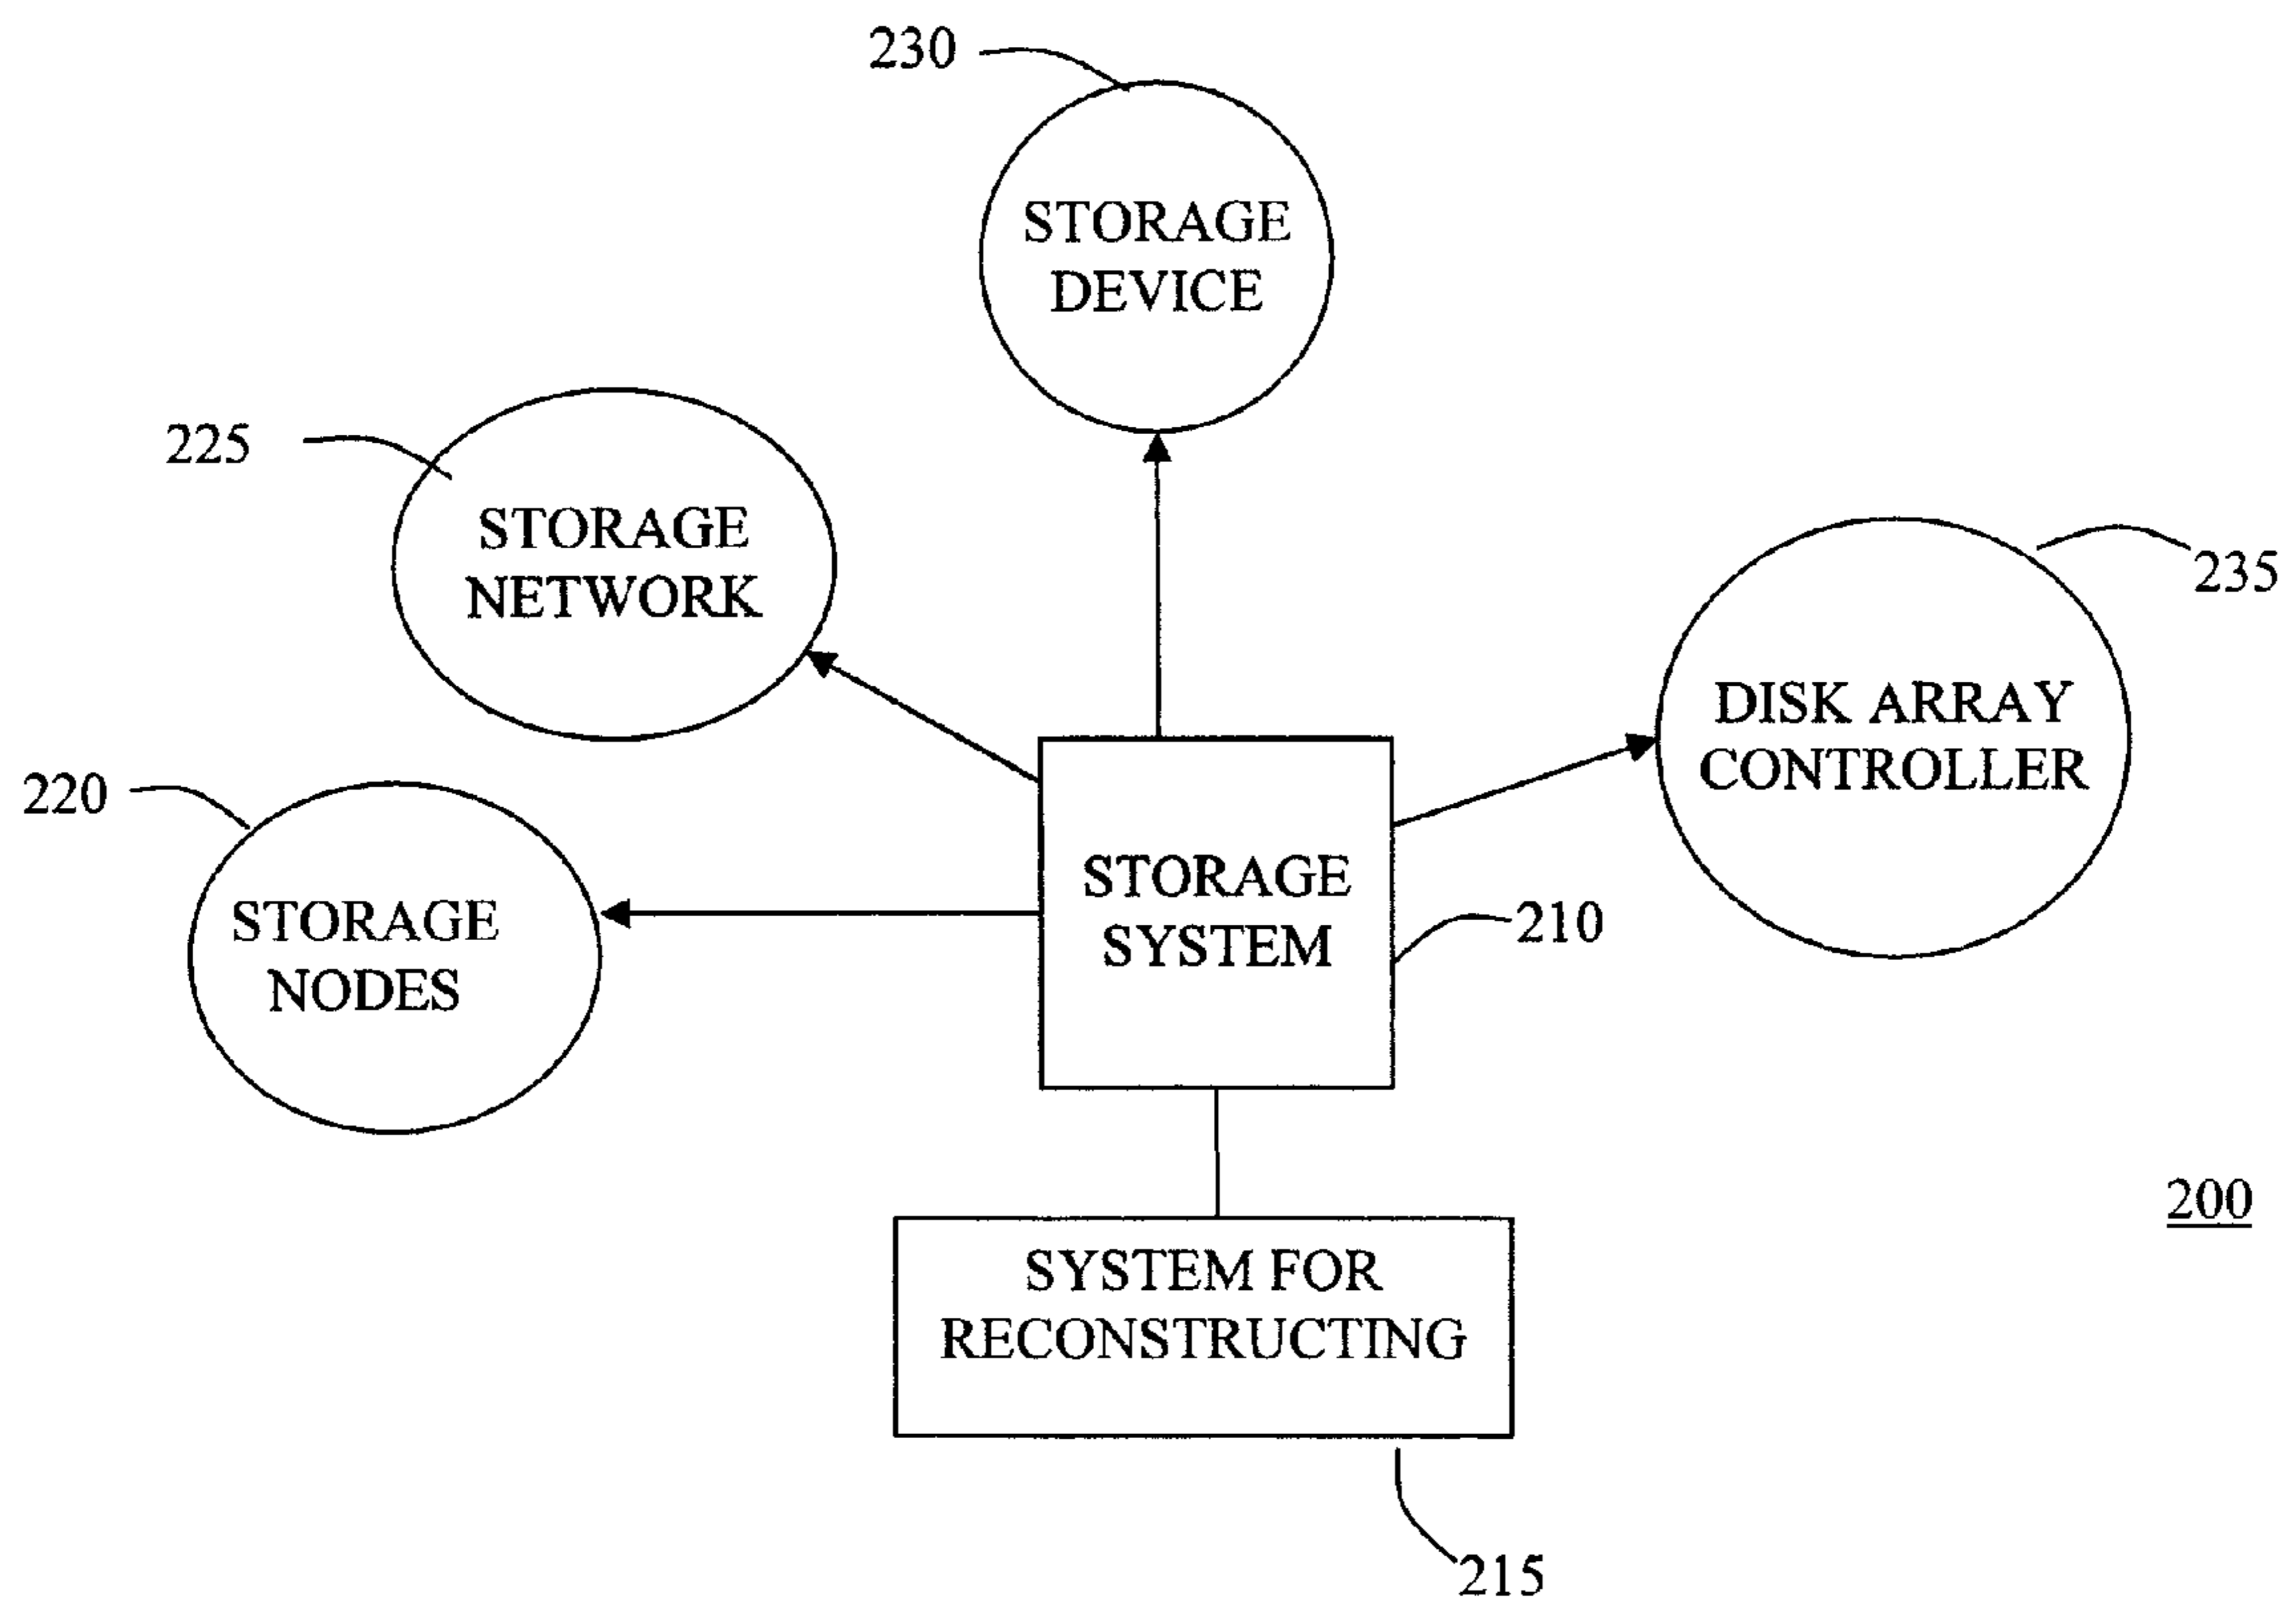 230
STORAGE
DEVICE
225
STORAGE
NETWORK
235
DISK ARRAY
CONTROLLER
220
STORAGE
NODES
STORAGE
SYSTEM
210
200
SYSTEM FOR
RECONSTRUCTING
215